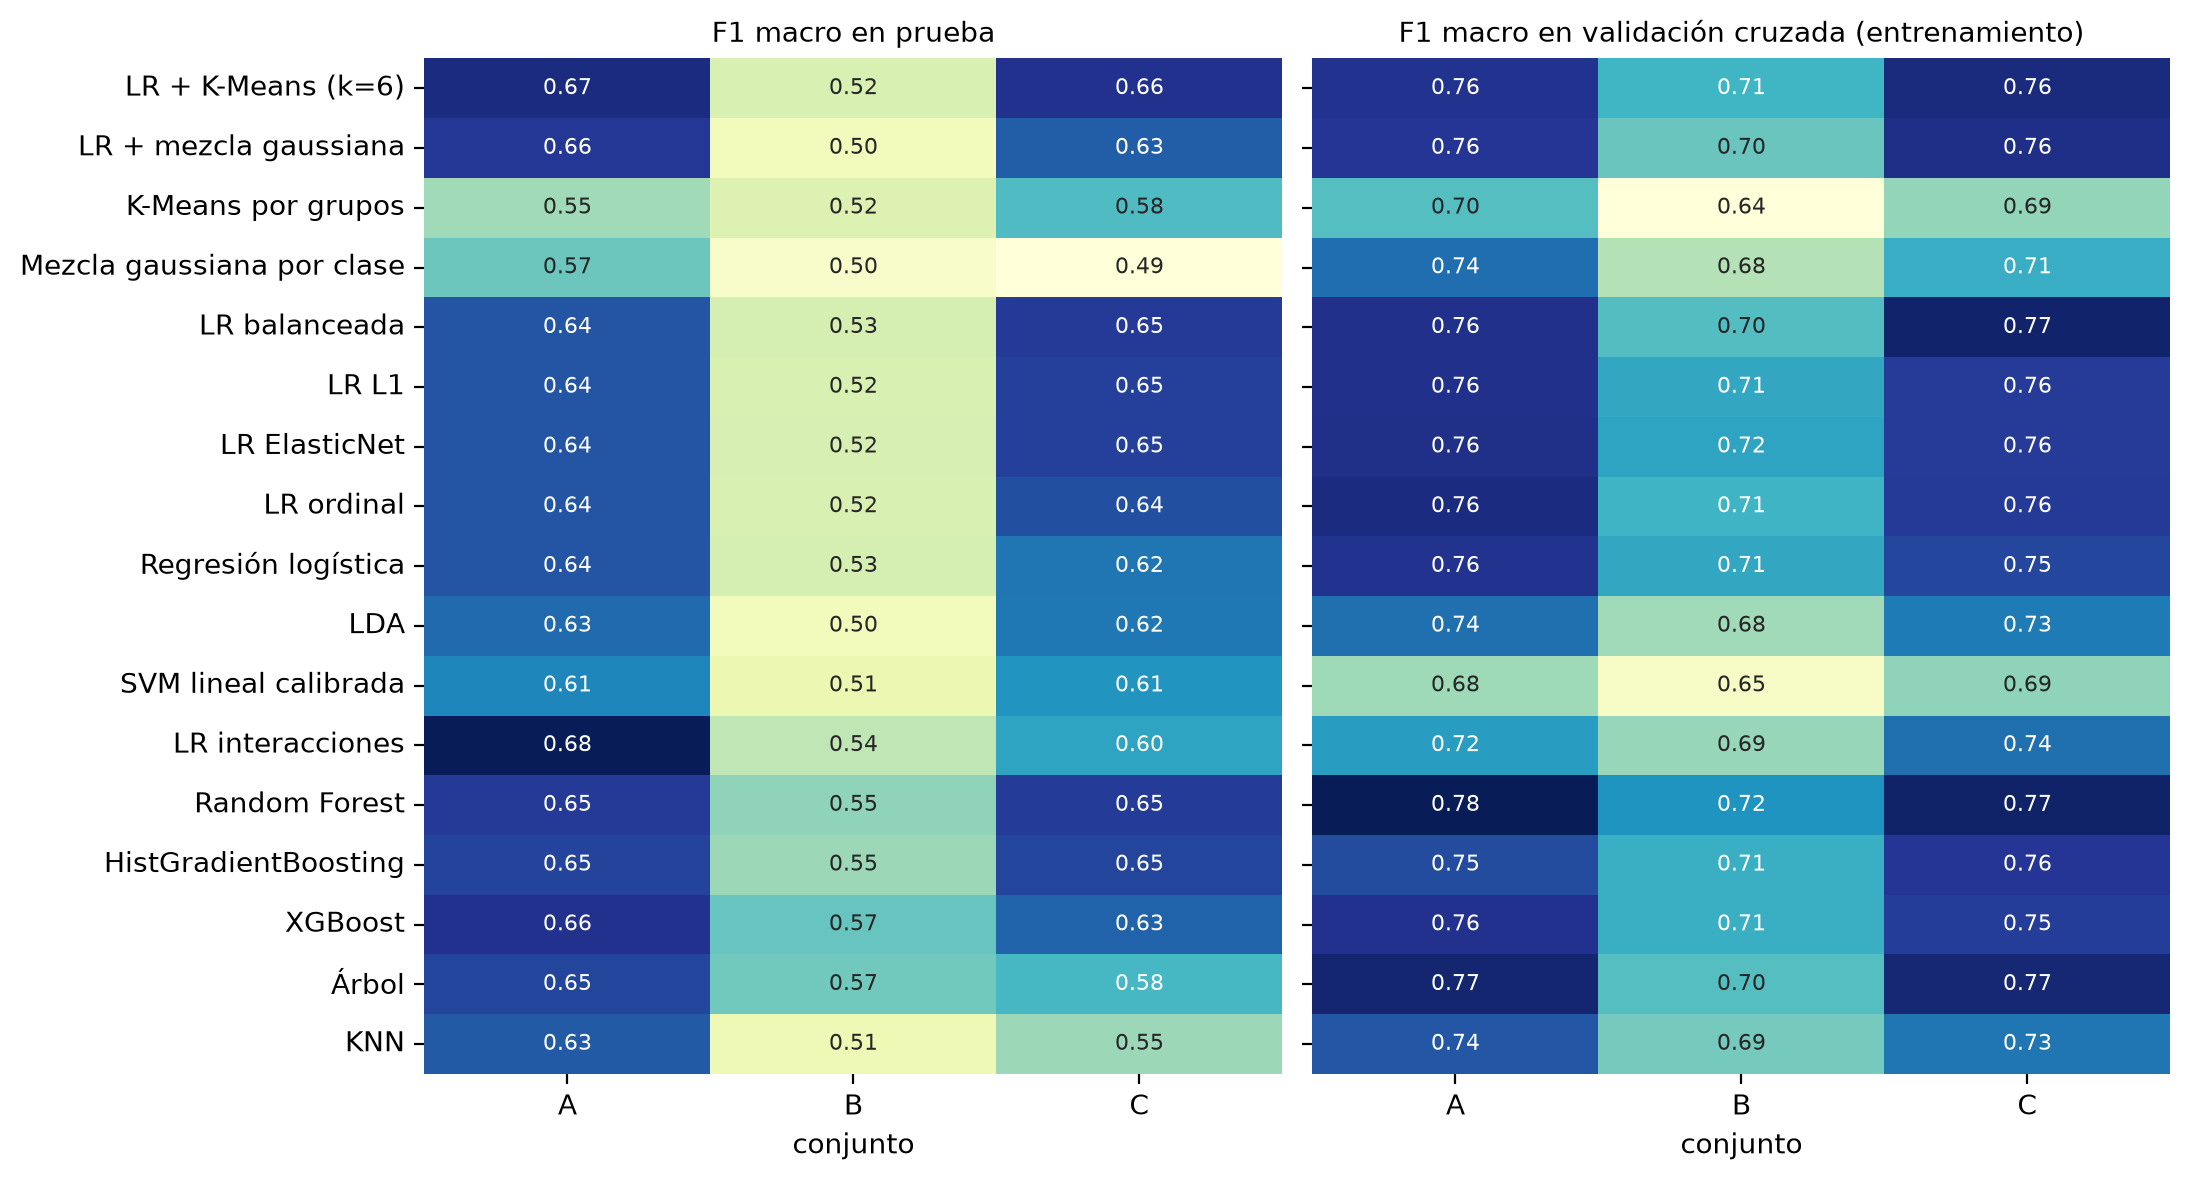 F1 macro en prueba
F1 macro en validación cruzada (entrenamiento)
LR + K-Means (k=6) 0.67 0.52 0.66 0.76 0.71 0.76
LR + mezcla gaussiana 0.66 0.50 0.63 0.76 0.70 0.76
K-Means por grupos 0.55 0.52 0.58 0.70 0.64 0.69
Mezcla gaussiana por clase 0.57 0.50 0.49 0.74 0.68 0.71
LR balanceada 0.64 0.53 0.65 0.76 0.70 0.77
LR L1 0.64 0.52 0.65 0.76 0.71 0.76
LR ElasticNet 0.64 0.52 0.65 0.76 0.72 0.76
LR ordinal 0.64 0.52 0.64 0.76 0.71 0.76
Regresión logística 0.64 0.53 0.62 0.76 0.71 0.75
LDA 0.63 0.50 0.62 0.74 0.68 0.73
SVM lineal calibrada 0.61 0.51 0.61 0.68 0.65 0.69
LR interacciones 0.68 0.54 0.60 0.72 0.69 0.74
Random Forest 0.65 0.55 0.65 0.78 0.72 0.77
HistGradientBoosting 0.65 0.55 0.65 0.75 0.71 0.76
XGBoost 0.66 0.57 0.63 0.76 0.71 0.75
Árbol 0.65 0.57 0.58 0.77 0.70 0.77
KNN 0.63 0.51 0.55 0.74 0.69 0.73
A B C A B C
conjunto conjunto